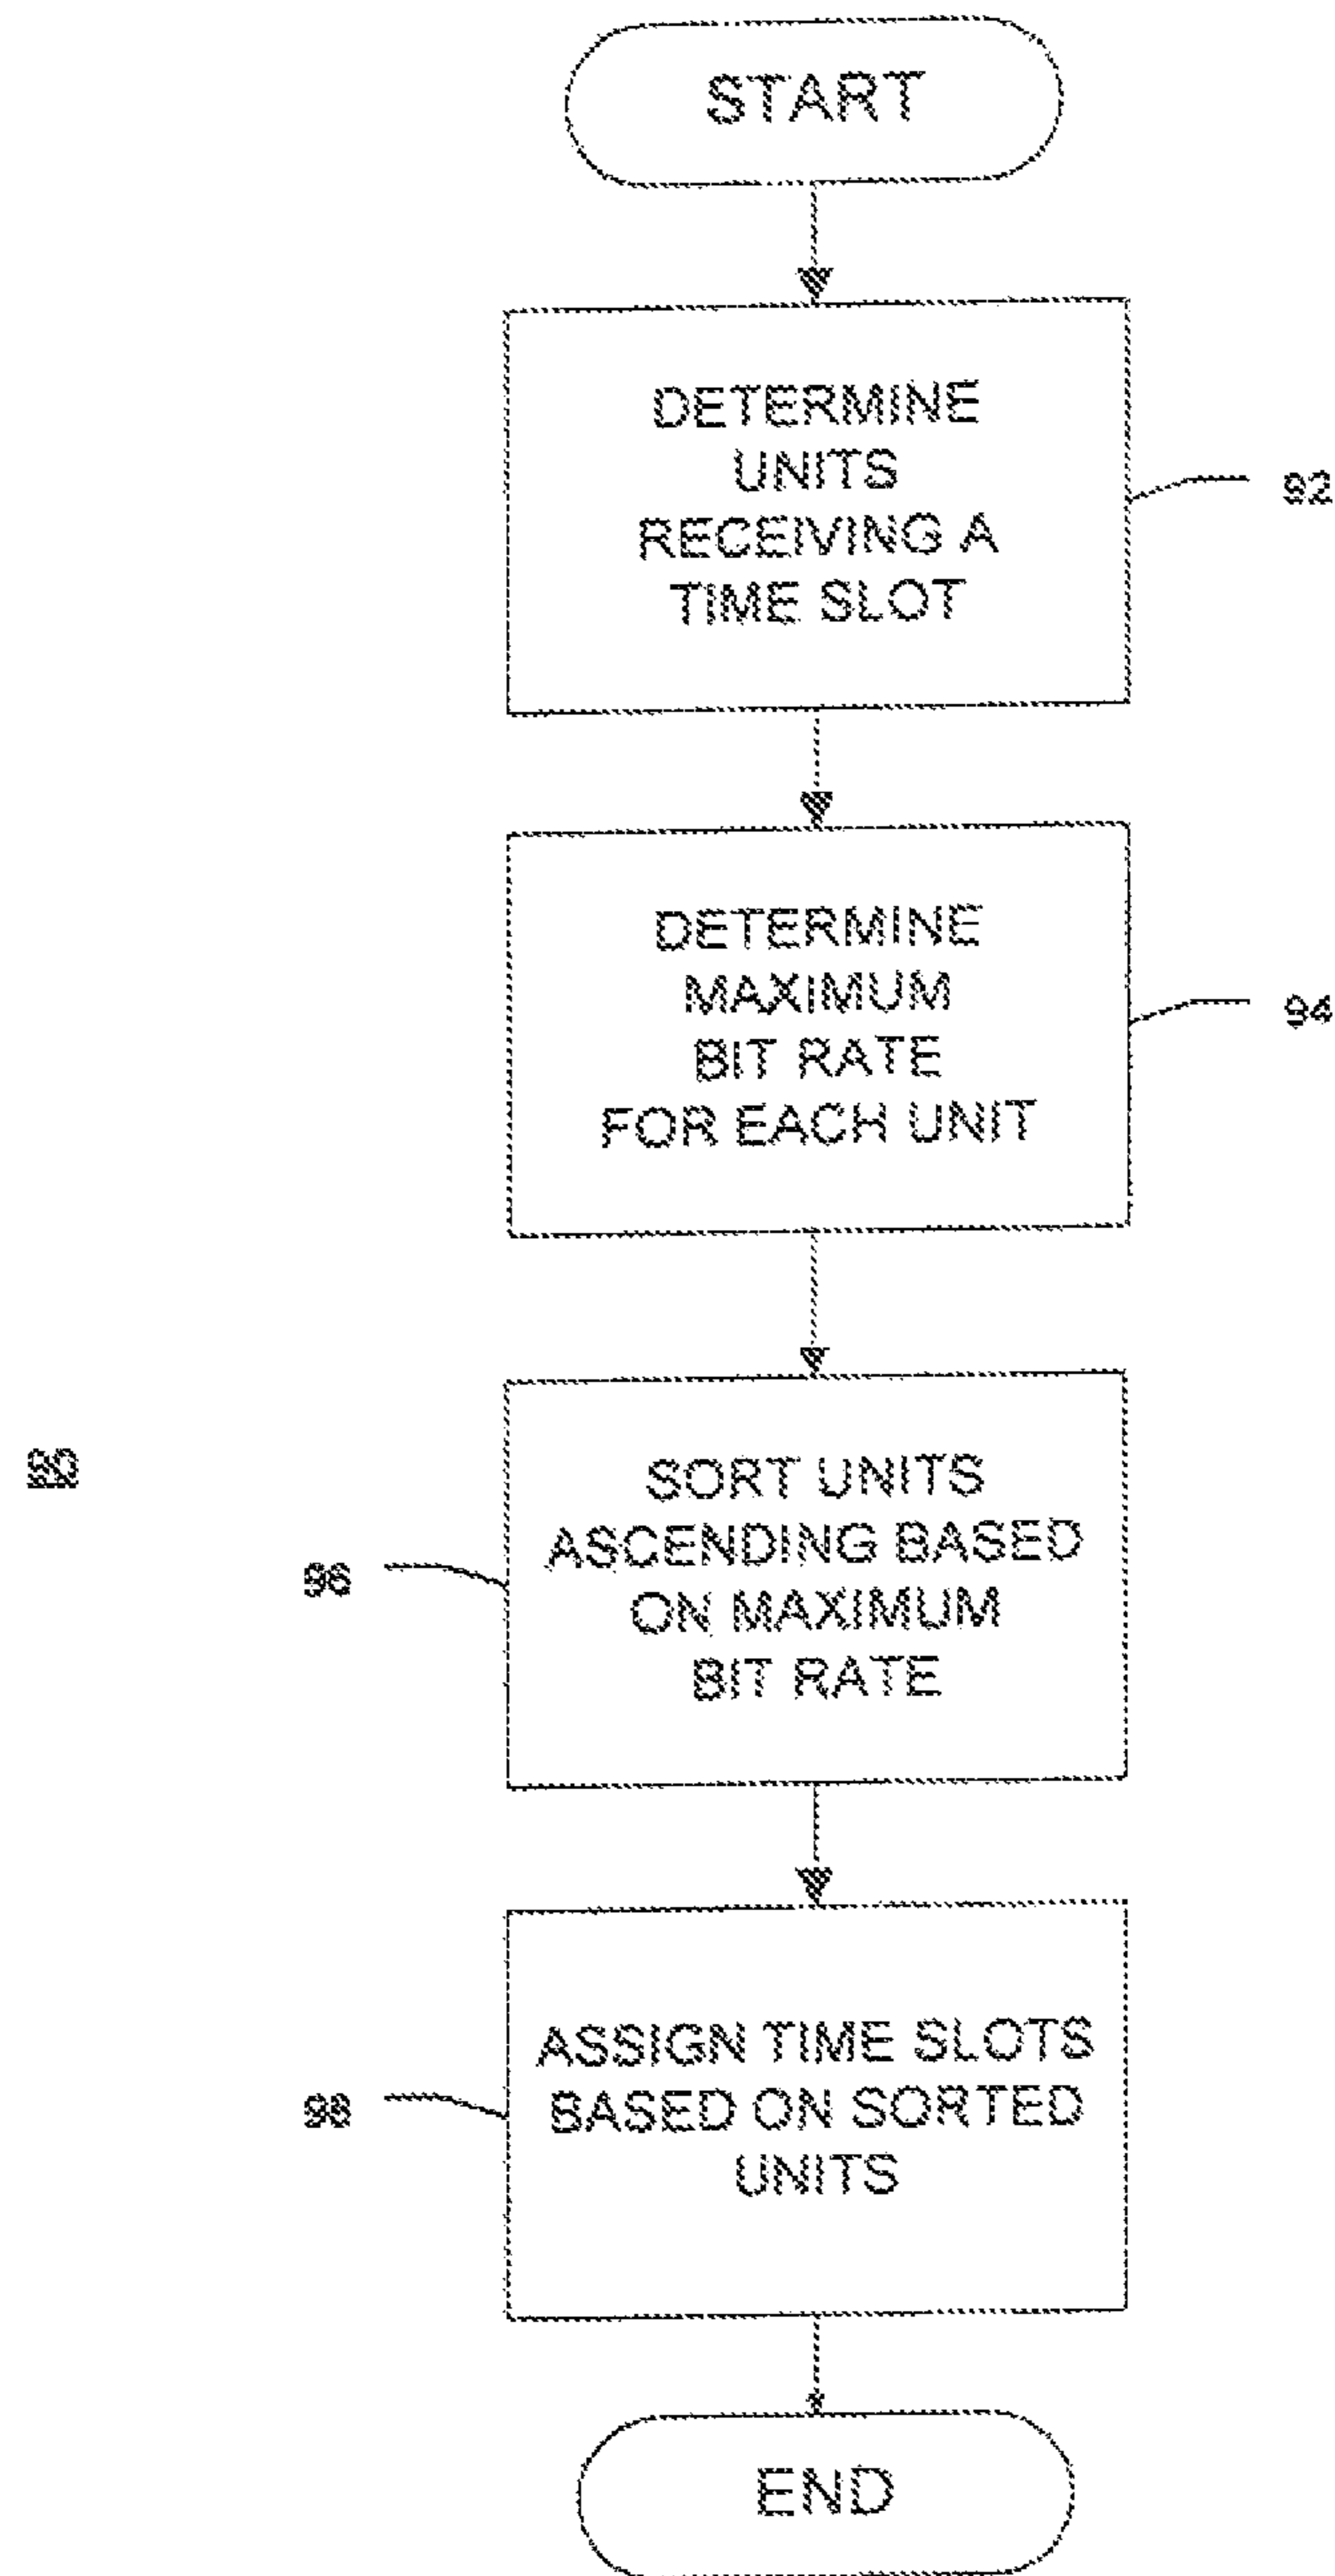 START
DETERMINE
UNITS
RECEIVING A
TIME SLOT
92
DETERMINE
MAXIMUM
BIT RATE
FOR EACH UNIT
94
SORT UNITS
ASCENDING BASED
ON MAXIMUM
BIT RATE
96
ASSIGN TIME SLOTS
BASED ON SORTED
UNITS
98
END